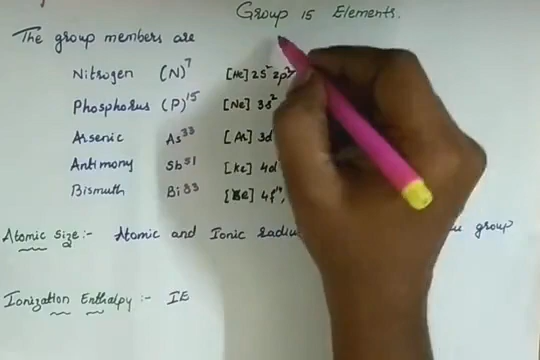 Group 15 Elements.
The group members are
Nitrogen (N)⁷ [He] 2s² 2p³
Phosphorus (P)¹⁵ [Ne] 3s²
Arsenic As³³ [Ar] 3d
Antimony Sb⁵¹ [Kr] 4d
Bismuth Bi⁸³ 4f¹⁴,
Atomic size:- Atomic and Ionic group
Ionization Enthalpy:- IE